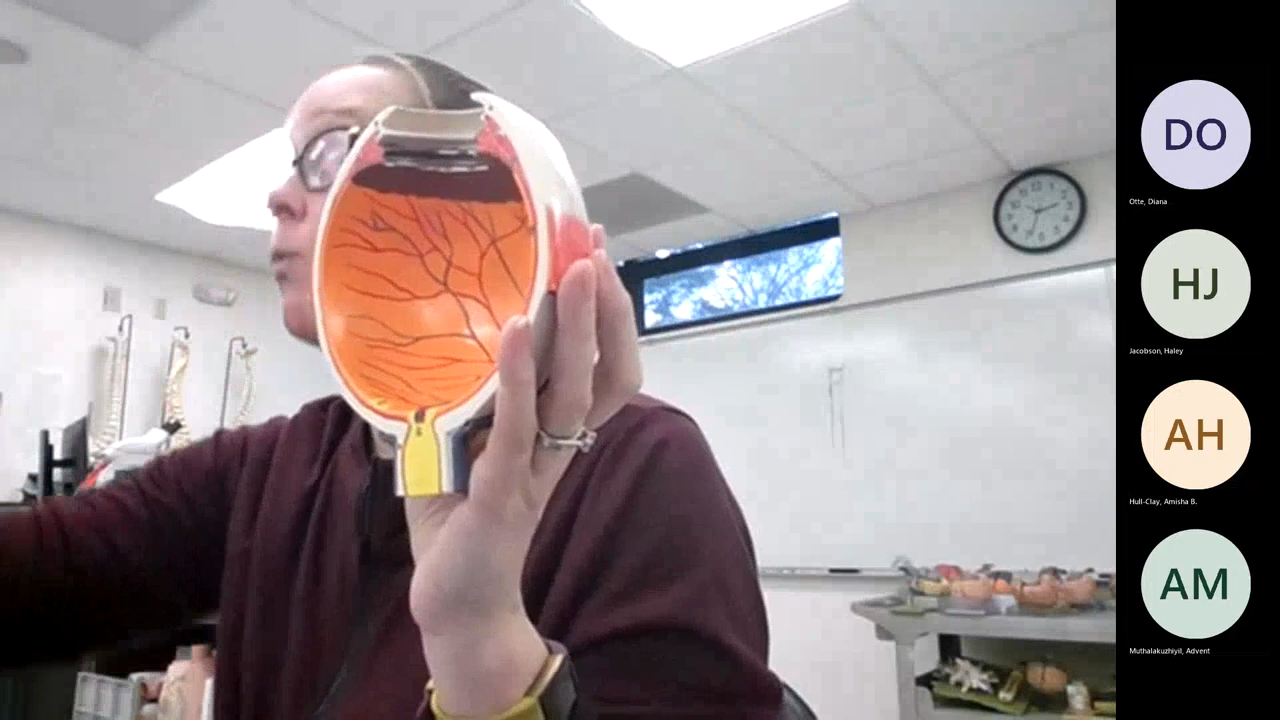 DO
Otte, Diana
HJ
Jacobson, Haley
AH
Hull-Clay, Amisha B.
AM
Muthalakuzhiyil, Advent